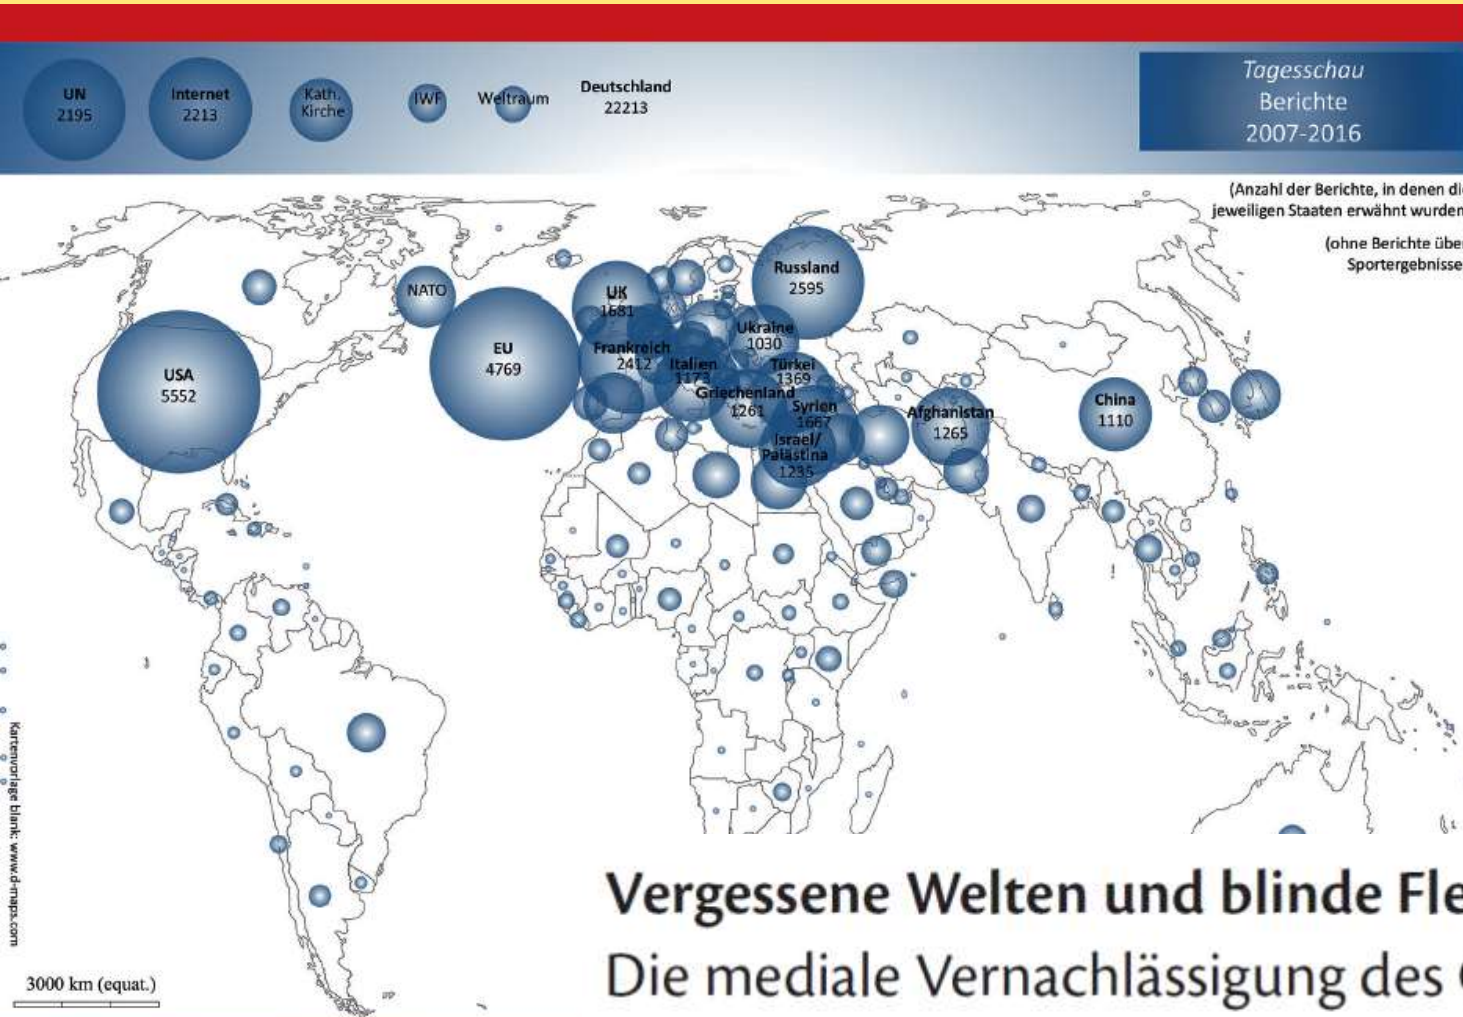 UN
2195
Internet
2213
Kath.
Kirche
IWF
Weltraum
Deutschland
22213
Tagesschau
Berichte
2007-2016
(Anzahl der Berichte, in denen die
jeweiligen Staaten erwähnt wurden
(ohne Berichte über
Sportergebnisse
NATO
Russland
2595
UK
1681
USA
5552
EU
4769
Ukraine
1030
Frankreich
2412
Italien
1173
Türkei
1369
Griechenland
1261
Syrien
1667
Afghanistan
1265
China
1110
Israel/
Palästina
1235
Kartenvorlage blank: www.d-maps.com
3000 km (equat.)
Vergessene Welten und blinde Fle
Die mediale Vernachlässigung des